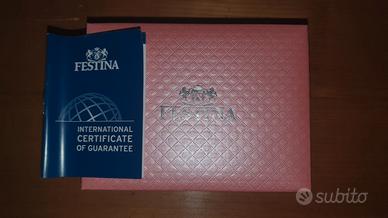 FESTINA
INTERNATIONAL
CERTIFICATE
OF GUARANTEE
FESTINA
subito